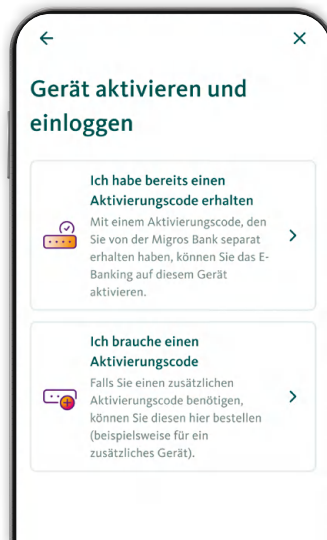 Gerät aktivieren und
einloggen
Ich habe bereits einen
Aktivierungscode erhalten
Mit einem Aktivierungscode, den
Sie von der Migros Bank separat
erhalten haben, können Sie das E-
Banking auf diesem Gerät
aktivieren.
Ich brauche einen
Aktivierungscode
Falls Sie einen zusätzlichen
Aktivierungscode benötigen,
können Sie diesen hier bestellen
(beispielsweise für ein
zusätzliches Gerät).